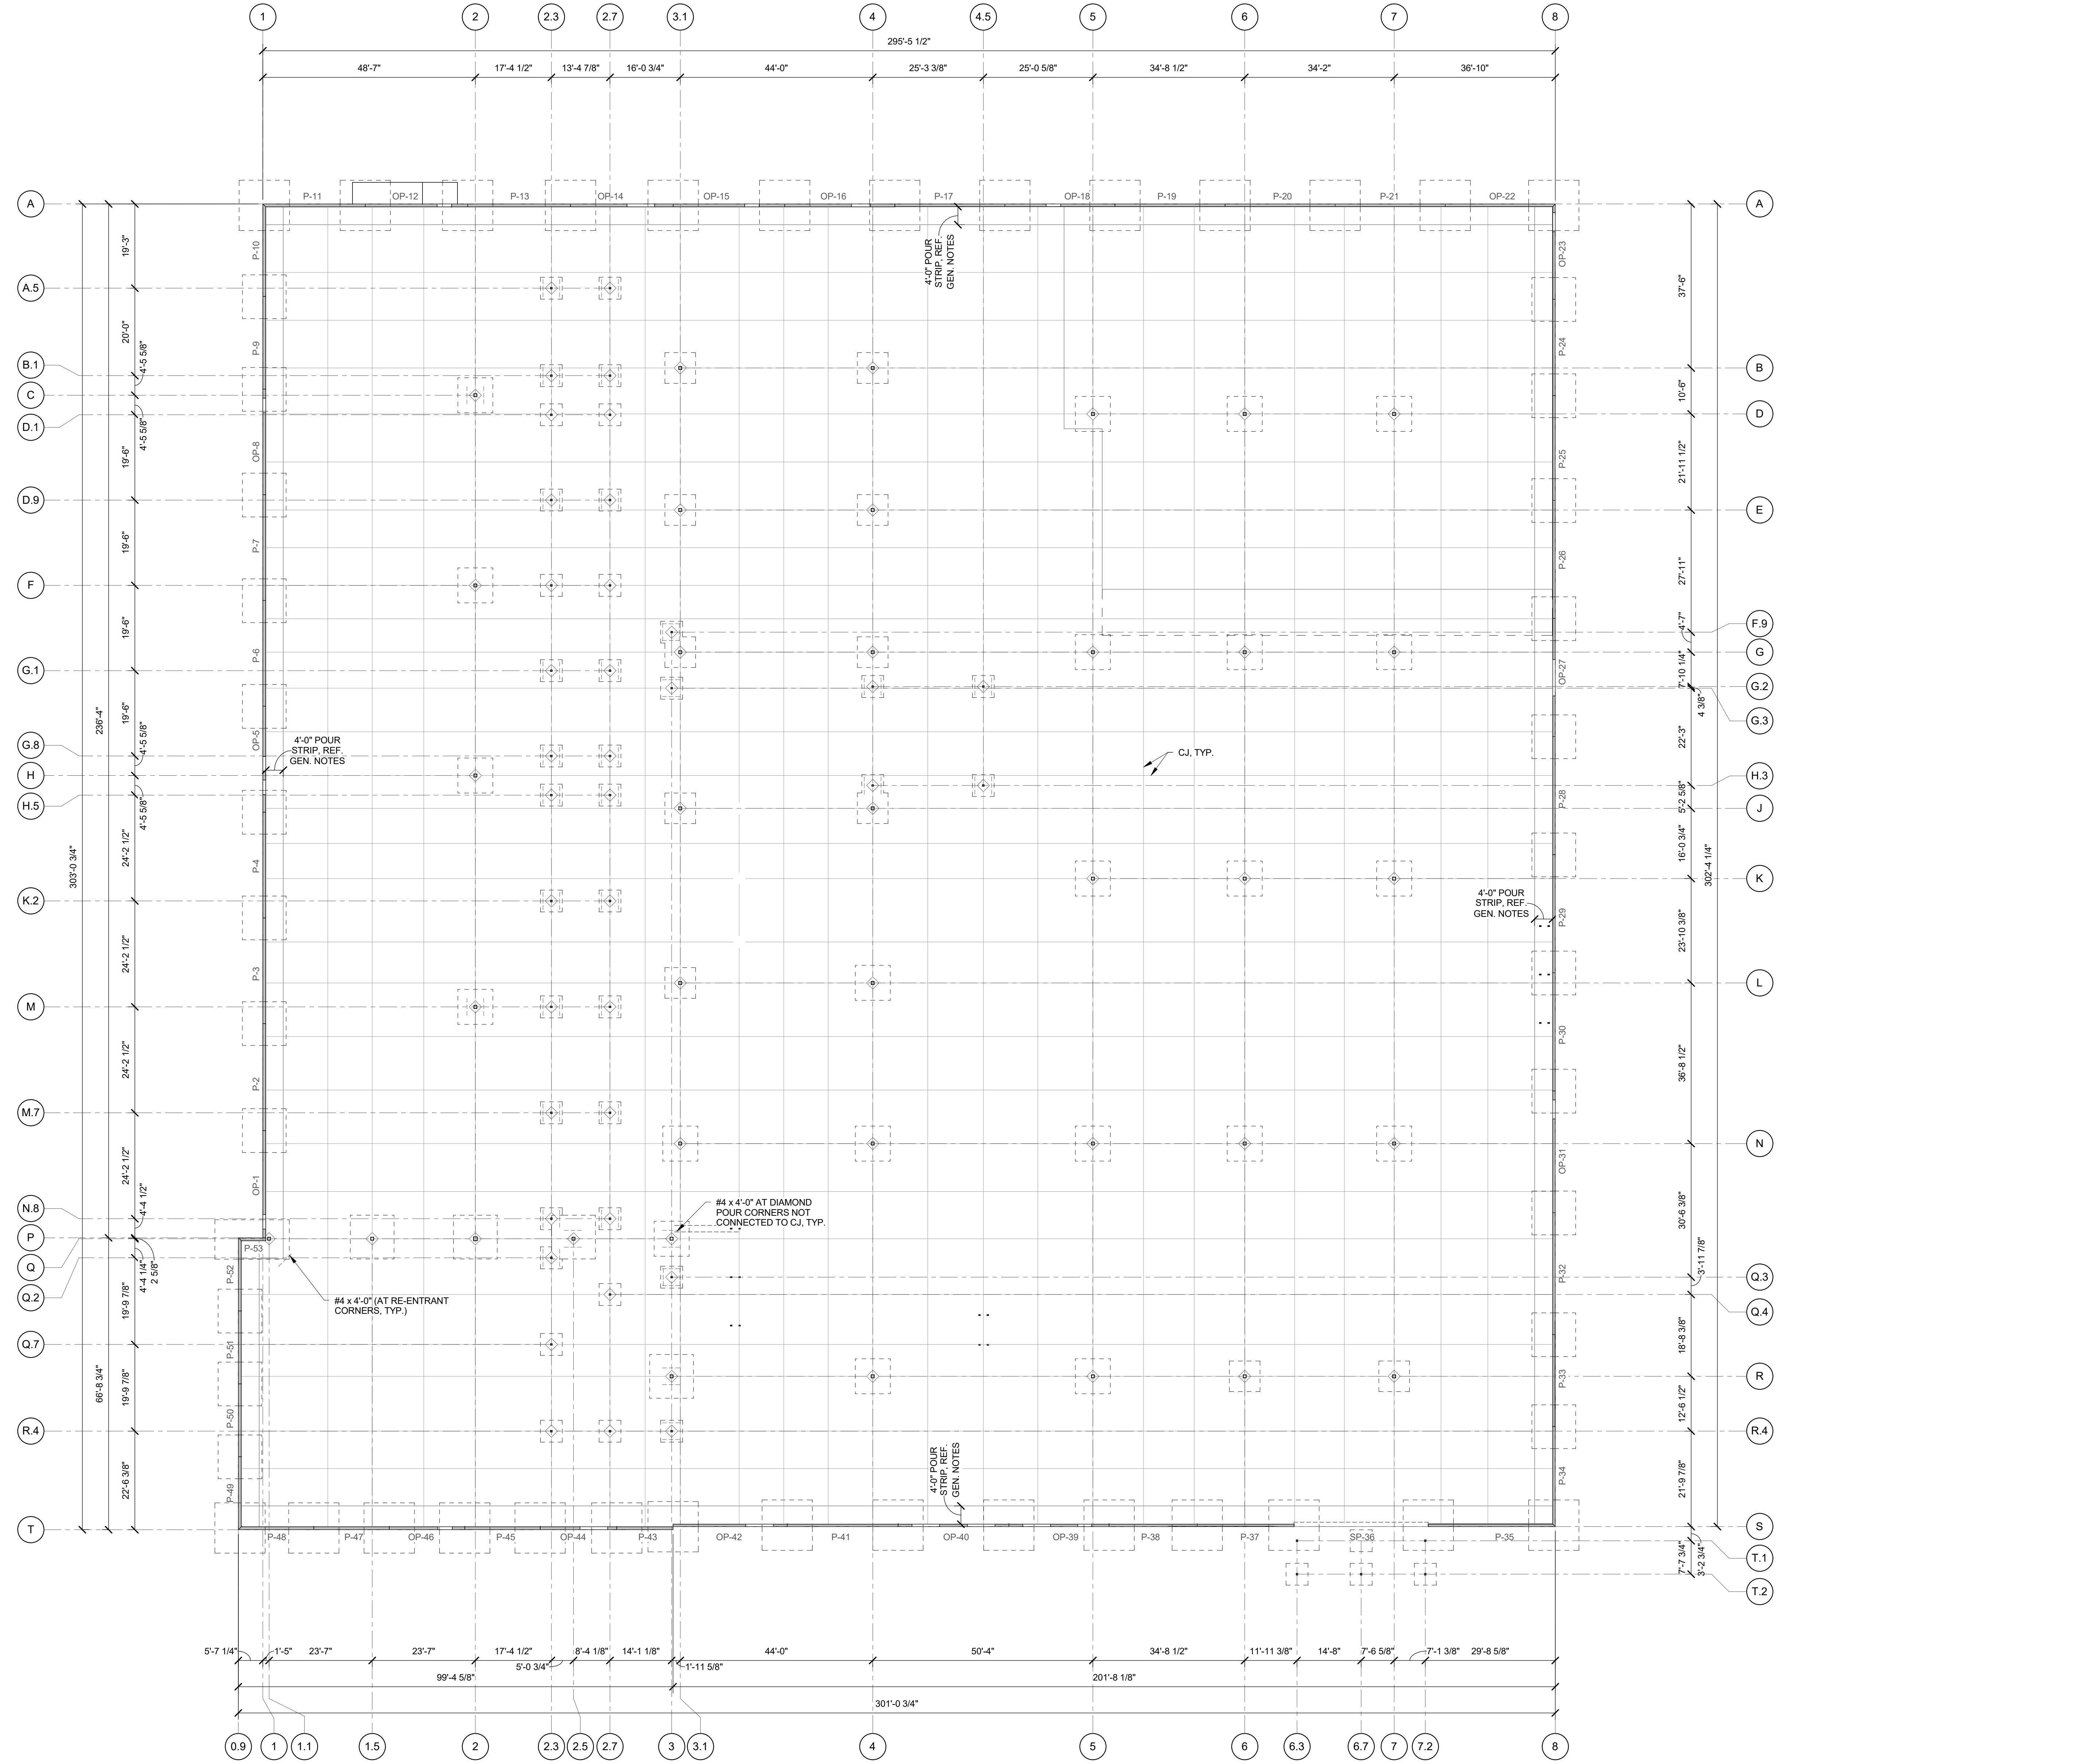 1 2 2.3 2.7 3.1 4 4.5 5 6 7 8
295'-5 1/2"
48'-7" 17'-4 1/2" 13'-4 7/8" 16'-0 3/4" 44'-0" 25'-3 3/8" 25'-0 5/8" 34'-8 1/2" 34'-2" 36'-10"
P-11 OP-12 P-13 OP-14 OP-15 OP-16 P-17 OP-18 P-19 P-20 P-21 OP-22
A
A.5
B.1
C
D.1
D.9
F
G.1
G.8
H
H.5
K.2
M
M.7
N.8
P
Q
Q.2
Q.7
R.4
T
303'-0 3/4"
236'-4"
66'-8 3/4"
19'-3"
20'-0"
4'-5 5/8"
4'-5 5/8"
19'-6"
19'-6"
19'-6"
19'-6"
4'-5 5/8"
4'-5 5/8"
24'-2 1/2"
24'-2 1/2"
24'-2 1/2"
24'-2 1/2"
4'-4 1/2"
2 5/8"
4'-4 1/4"
19'-9 7/8"
19'-9 7/8"
22'-6 3/8"
P-10
P-9
OP-8
P-7
P-6
OP-5
P-4
P-3
P-2
OP-1
P-53
P-52
P-51
P-50
P-49
4'-0" POUR
STRIP, REF.
GEN. NOTES
4'-0" POUR
STRIP, REF.
GEN. NOTES
CJ, TYP.
4'-0" POUR
STRIP, REF.
GEN. NOTES
#4 x 4'-0" AT DIAMOND
POUR CORNERS NOT
CONNECTED TO CJ, TYP.
#4 x 4'-0" (AT RE-ENTRANT
CORNERS, TYP.)
4'-0" POUR
STRIP, REF.
GEN. NOTES
OP-23
P-24
P-25
P-26
OP-27
P-28
P-29
P-30
OP-31
P-32
P-33
P-34
37'-6"
10'-6"
21'-11 1/2"
27'-11"
4'-7"
7'-10 1/4"
4 3/8"
22'-3"
5'-2 5/8"
16'-0 3/4"
23'-10 3/8"
36'-8 1/2"
30'-6 3/8"
3'-11 7/8"
18'-8 3/8"
12'-6 1/2"
21'-9 7/8"
7'-7 3/4"
3'-2 3/4"
302'-4 1/4"
A
B
D
E
F.9
G
G.2
G.3
H.3
J
K
L
N
Q.3
Q.4
R
R.4
S
T.1
T.2
P-48 P-47 OP-46 P-45 OP-44 P-43 OP-42 P-41 OP-40 OP-39 P-38 P-37 SP-36 P-35
5'-7 1/4" 1'-5" 23'-7" 23'-7" 17'-4 1/2" 5'-0 3/4" 8'-4 1/8" 14'-1 1/8" 1'-11 5/8" 44'-0" 50'-4" 34'-8 1/2" 11'-11 3/8" 14'-8" 7'-6 5/8" 7'-1 3/8" 29'-8 5/8"
99'-4 5/8" 201'-8 1/8"
301'-0 3/4"
0.9 1 1.1 1.5 2 2.3 2.5 2.7 3 3.1 4 5 6 6.3 6.7 7 7.2 8